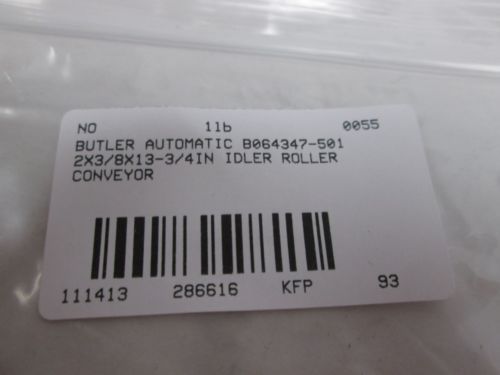 NO 1lb 0055
BUTLER AUTOMATIC B064347-501
2X3/8X13-3/4IN IDLER ROLLER
CONVEYOR
111413 286616 KFP 93